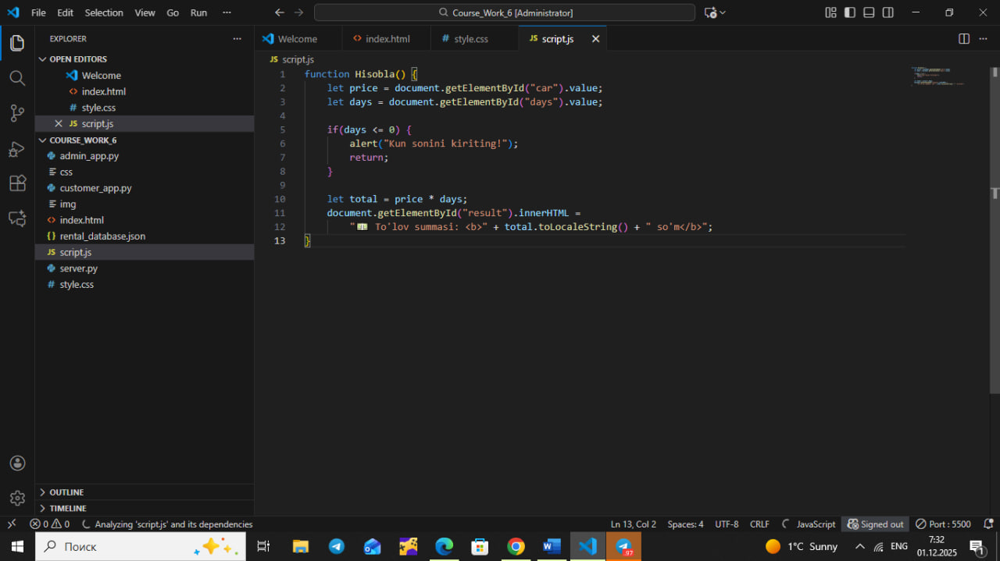 File Edit Selection View Go Run ···
Course_Work_6 [Administrator]
EXPLORER ···
OPEN EDITORS
Welcome
index.html
style.css
JS script.js
COURSE_WORK_6
admin_app.py
css
customer_app.py
img
index.html
rental_database.json
JS script.js
server.py
style.css
OUTLINE
TIMELINE
Welcome
<> index.html
# style.css
JS script.js
JS script.js
1 function Hisobla() {
2 let price = document.getElementById("car").value;
3 let days = document.getElementById("days").value;
4
5 if(days <= 0) {
6 alert("Kun sonini kiriting!");
7 return;
8 }
9
10 let total = price * days;
11 document.getElementById("result").innerHTML =
12 "💵 To'lov summasi: <b>" + total.toLocaleString() + " so'm</b>";
13 }
0 0 Analyzing 'script.js' and its dependencies
Ln 13, Col 2 Spaces: 4 UTF-8 CRLF JavaScript Signed out Port : 5500
Поиск
.97
1°C Sunny
ENG
7:32
01.12.2025
1